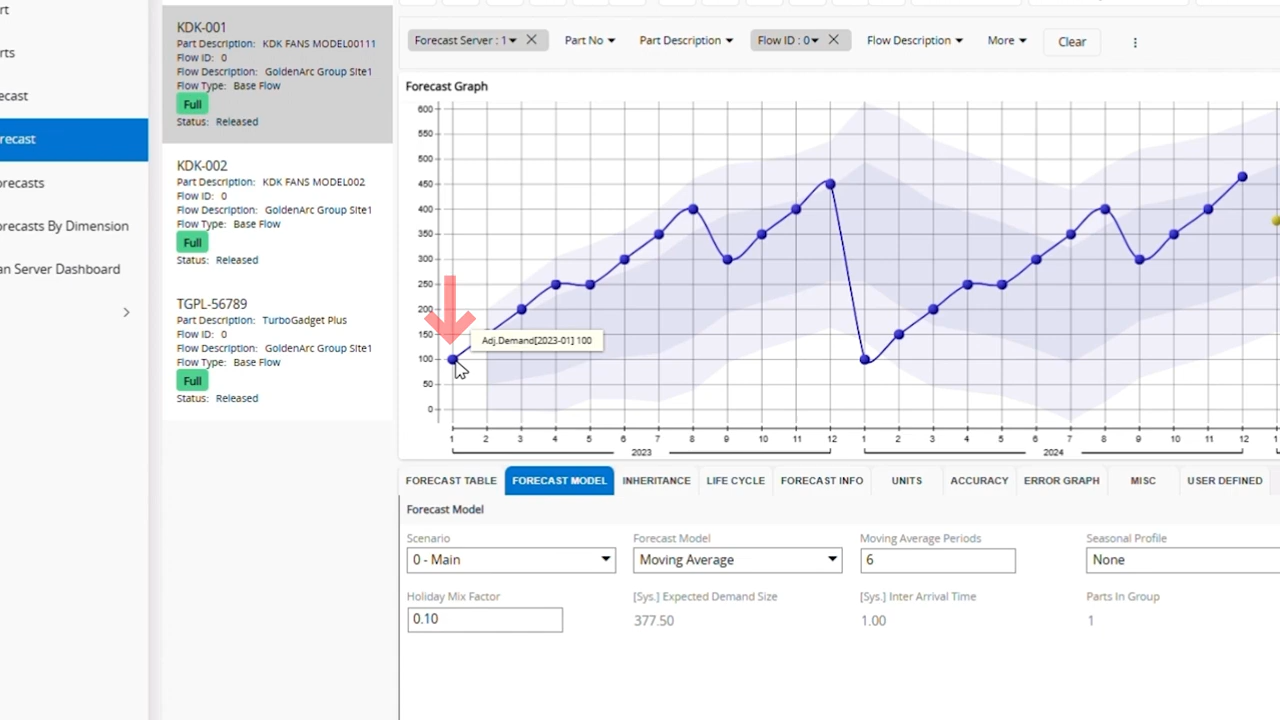 rt
rts
ecast
recast
orecasts
orecasts By Dimension
an Server Dashboard
KDK-001
Part Description: KDK FANS MODEL00111
Flow ID: 0
Flow Description: GoldenArc Group Site1
Flow Type: Base Flow
Full
Status: Released
KDK-002
Part Description: KDK FANS MODEL002
Flow ID: 0
Flow Description: GoldenArc Group Site1
Flow Type: Base Flow
Full
Status: Released
TGPL-56789
Part Description: TurboGadget Plus
Flow ID: 0
Flow Description: GoldenArc Group Site1
Flow Type: Base Flow
Full
Status: Released
Forecast Server : 1 Part No Part Description Flow ID : 0 Flow Description More Clear
Forecast Graph
600
550
500
450
400
350
300
250
200
150
100
50
0
Adj.Demand[2023-01] 100
1 2 3 4 5 6 7 8 9 10 11 12 1 2 3 4 5 6 7 8 9 10 11 12 1
2023 2024
FORECAST TABLE FORECAST MODEL INHERITANCE LIFE CYCLE FORECAST INFO UNITS ACCURACY ERROR GRAPH MISC USER DEFINED
Forecast Model
Scenario Forecast Model Moving Average Periods Seasonal Profile
0 - Main Moving Average 6 None
Holiday Mix Factor [Sys.] Expected Demand Size [Sys.] Inter Arrival Time Parts In Group
0.10 377.50 1.00 1